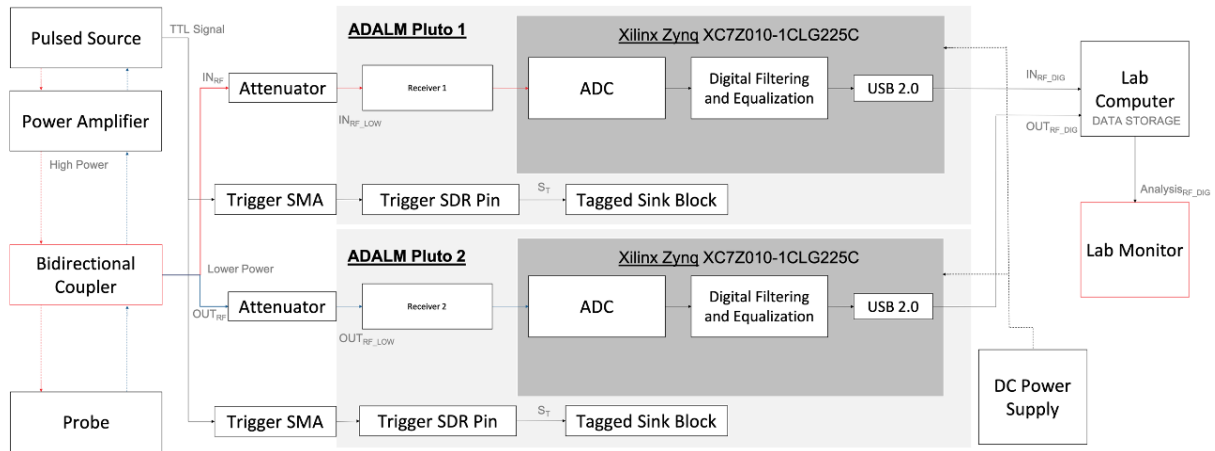 Pulsed Source
TTL Signal
Power Amplifier
High Power
Bidirectional
Coupler
Lower Power
Probe
IN_RF
Attenuator
IN_RF_LOW
Trigger SMA
OUT_RF
Attenuator
OUT_RF_LOW
Trigger SMA
ADALM Pluto 1
Receiver 1
Xilinx Zynq XC7Z010-1CLG225C
ADC
Digital Filtering
and Equalization
USB 2.0
Trigger SDR Pin
S_T
Tagged Sink Block
ADALM Pluto 2
Receiver 2
Xilinx Zynq XC7Z010-1CLG225C
ADC
Digital Filtering
and Equalization
USB 2.0
Trigger SDR Pin
S_T
Tagged Sink Block
IN_RF_DIG
OUT_RF_DIG
Lab
Computer
DATA STORAGE
Analysis_RF_DIG
Lab Monitor
DC Power
Supply